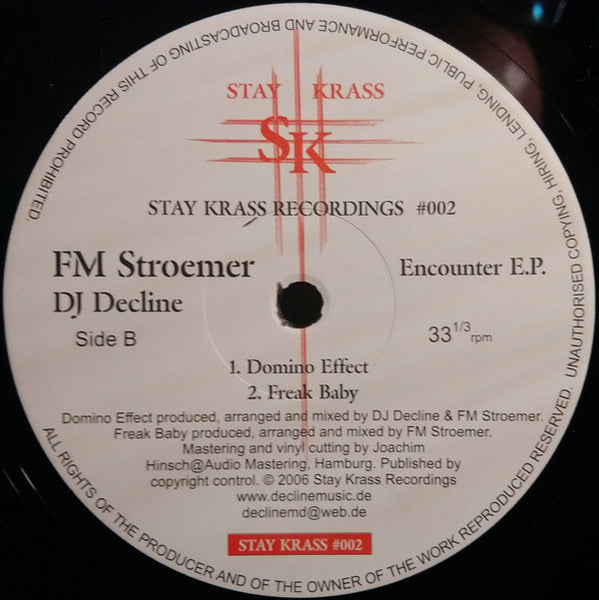 STAY KRASS
SK
STAY KRASS RECORDINGS #002
FM Stroemer
Encounter E.P.
DJ Decline
Side B
33 1/3 rpm
1. Domino Effect
2. Freak Baby
Domino Effect produced, arranged and mixed by DJ Decline & FM Stroemer.
Freak Baby produced, arranged and mixed by FM Stroemer.
Mastering and vinyl cutting by Joachim
Hinsch@Audio Mastering, Hamburg. Published by
copyright control. © 2006 Stay Krass Recordings
www.declinemusic.de
declinemd@web.de
STAY KRASS #002
ALL RIGHTS OF THE PRODUCER AND OF THE OWNER OF THE WORK REPRODUCED RESERVED. UNAUTHORISED COPYING, HIRING, LENDING, PUBLIC PERFORMANCE AND BROADCASTING OF THIS RECORD PROHIBITED.